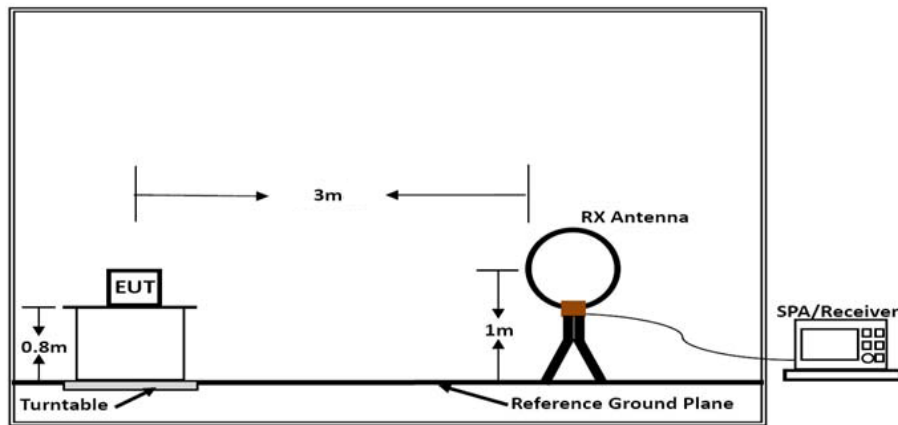 3m
RX Antenna
EUT
SPA/Receiver
0.8m
1m
Turntable
Reference Ground Plane